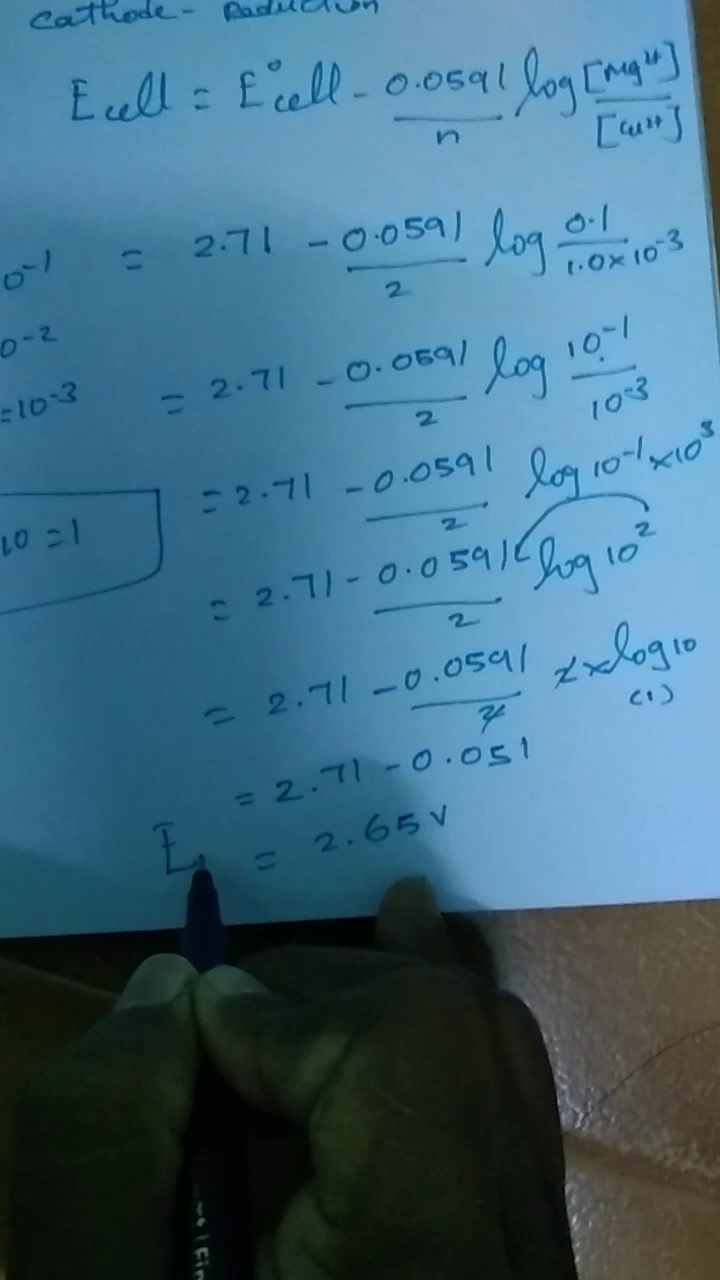 Cathode - Reduction
Ecell = E°cell - 0.0591/n log [Mg²⁺]/[Cu²⁺]
0⁻¹ = 2.71 - 0.0591/2 log 0.1/1.0×10⁻³
0⁻²
=10⁻³ = 2.71 - 0.0591/2 log 10⁻¹/10⁻³
= 2.71 - 0.0591/2 log 10⁻¹×10³
10 = 1
= 2.71 - 0.0591/2 log 10²
= 2.71 - 0.0591/2 2×log10
(1)
= 2.71 - 0.051
E = 2.65 V